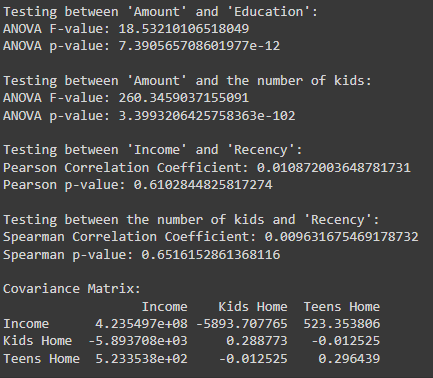 Testing between 'Amount' and 'Education':
ANOVA F-value: 18.53210106518049
ANOVA p-value: 7.390565708601977e-12
Testing between 'Amount' and the number of kids:
ANOVA F-value: 260.3459037155091
ANOVA p-value: 3.3993206425758363e-102
Testing between 'Income' and 'Recency':
Pearson Correlation Coefficient: 0.010872003648781731
Pearson p-value: 0.6102844825817274
Testing between the number of kids and 'Recency':
Spearman Correlation Coefficient: 0.009631675469178732
Spearman p-value: 0.6516152861368116
Covariance Matrix:
Income Kids Home Teens Home
Income 4.235497e+08 -5893.707765 523.353806
Kids Home -5.893708e+03 0.288773 -0.012525
Teens Home 5.233538e+02 -0.012525 0.296439